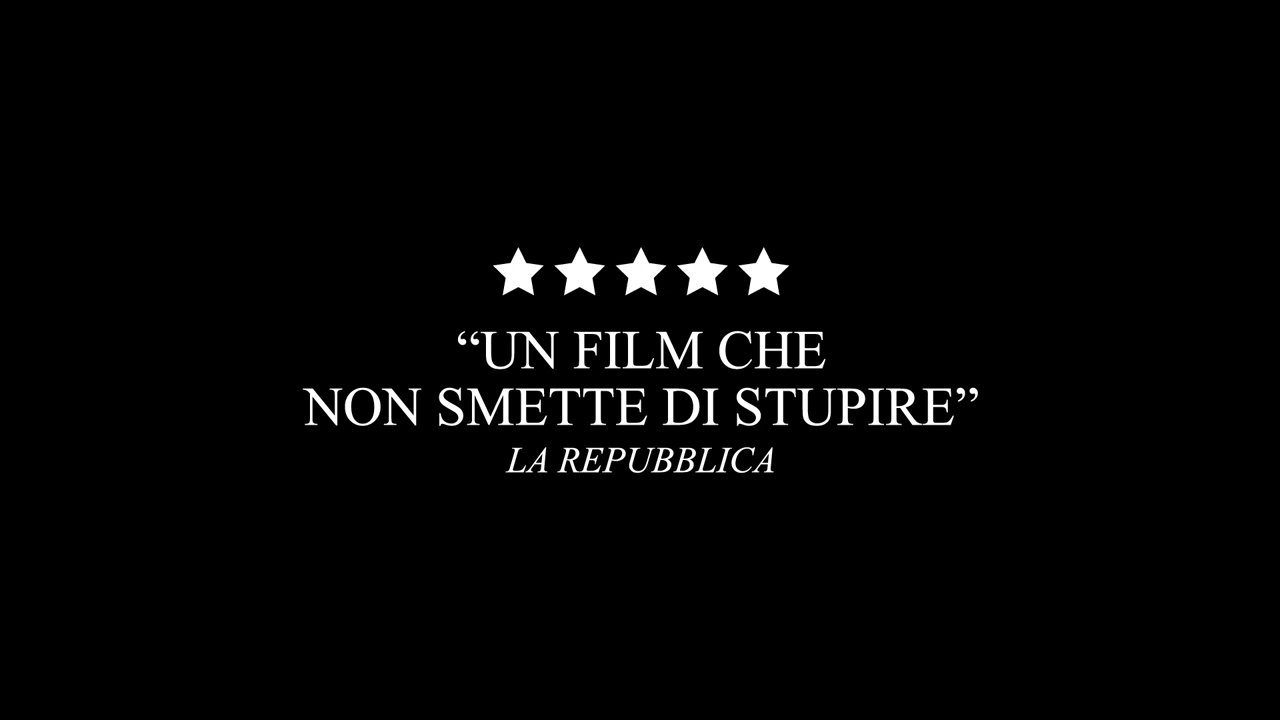 “UN FILM CHE
NON SMETTE DI STUPIRE”
LA REPUBBLICA